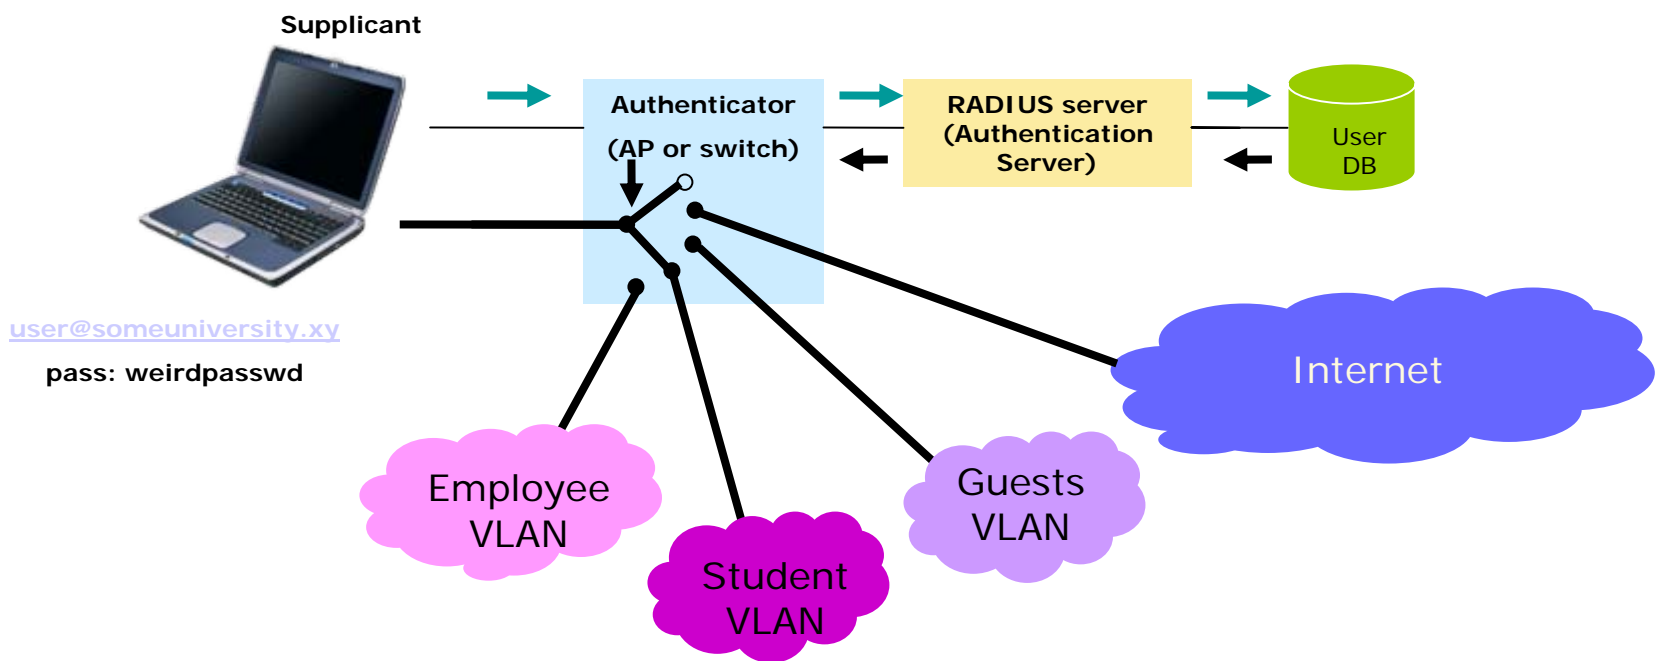 Supplicant
Authenticator
(AP or switch)
RADIUS server
(Authentication
Server)
User
DB
user@someuniversity.xy
pass: weirdpasswd
Internet
Employee
VLAN
Guests
VLAN
Student
VLAN